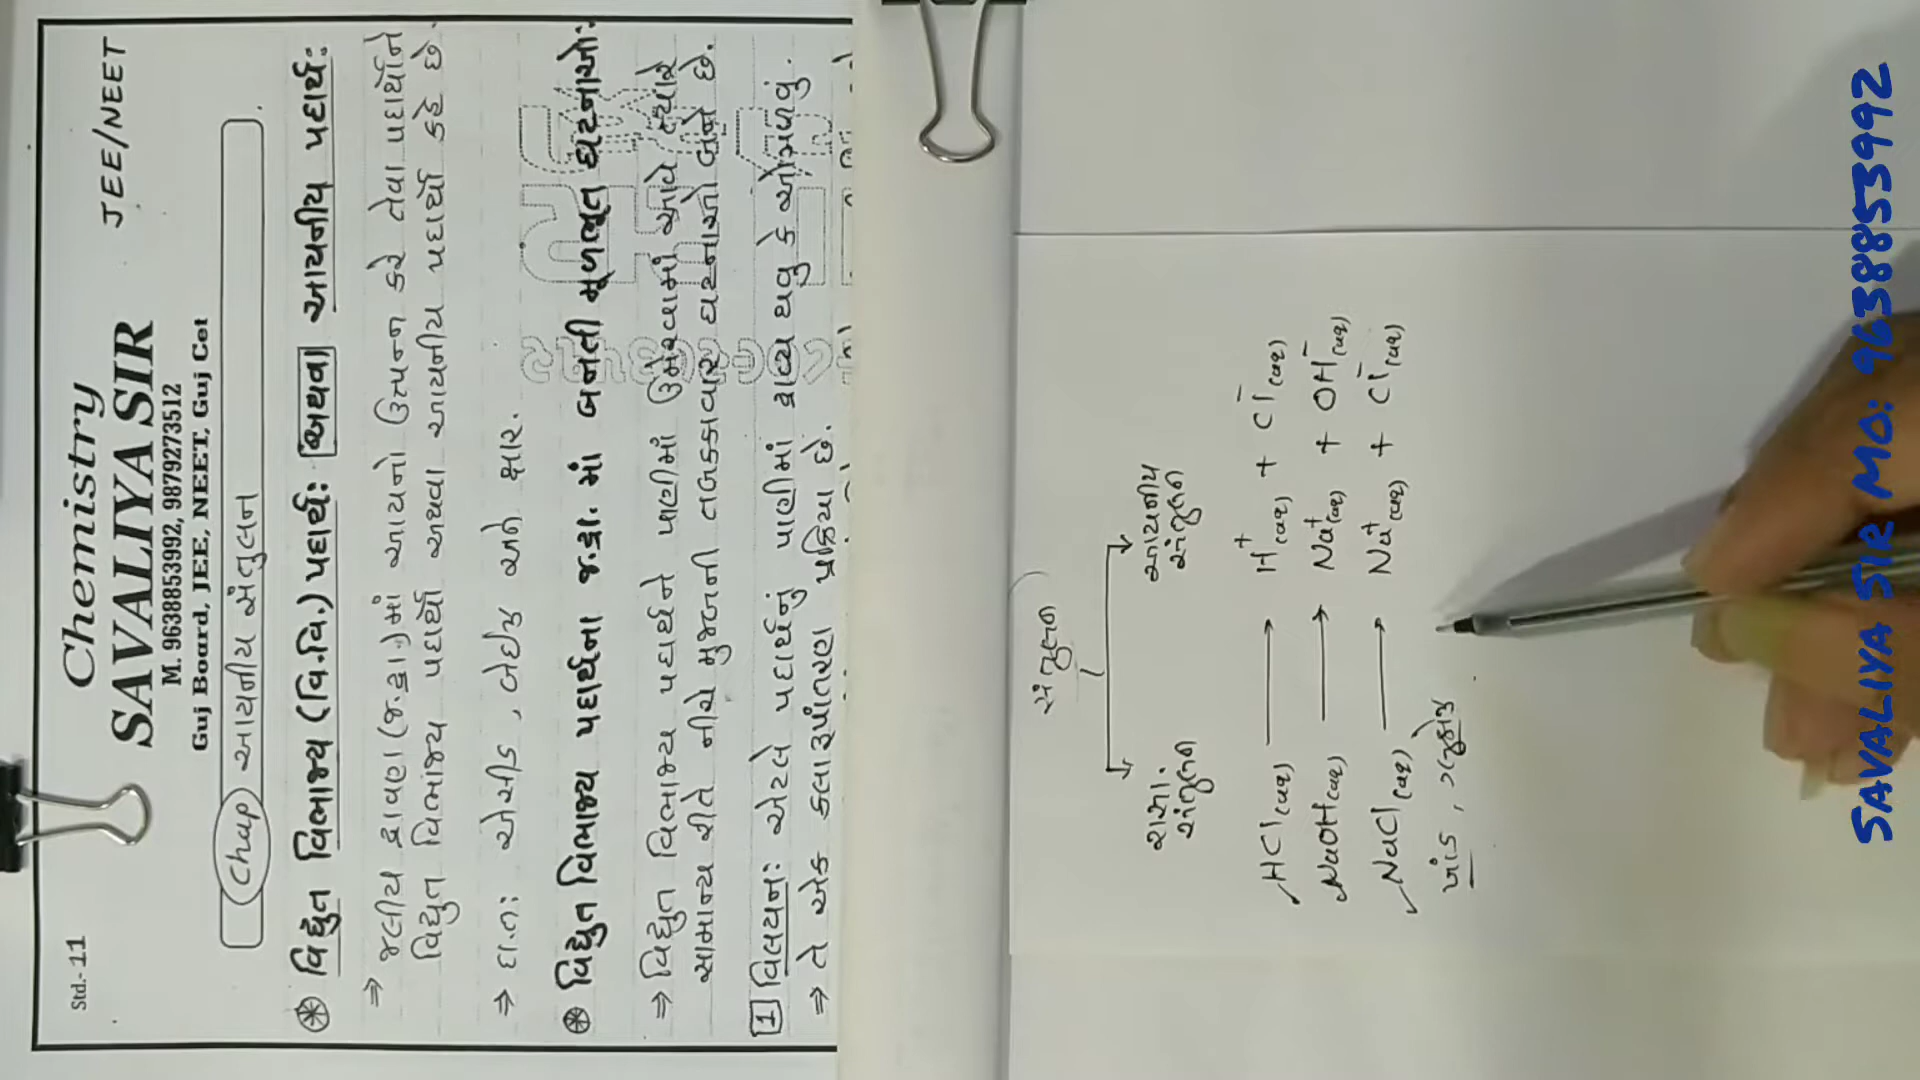 Std.- 11
Chemistry
JEE/NEET
SAVALIYA SIR
M. 9638853992, 9879273512
Guj Board, JEE, NEET, Guj Cet
Chap આયનીય સંતુલન
વિદ્યુત વિભાજ્ય (વિ.વિ.) પદાર્થ: અથવા આયનીય પદાર્થ:
⇒ જલીય દ્રાવણ (જ.દ્રા.)માં આયનો ઉત્પન્ન કરે તેવા પદાર્થોને
વિદ્યુત વિભાજ્ય પદાર્થો અથવા આયનીય પદાર્થો કહે છે.
⇒ દા.ત: એસીડ, બેઇઝ અને ક્ષાર.
વિદ્યુત વિભાજ્ય પદાર્થના જ.દ્રા. માં બનતી મૂળભૂત ઘટનાઓ:
⇒ વિદ્યુત વિભાજ્ય પદાર્થને પાણીમાં ઉમેરવામાં આવે ત્યારે
સામાન્ય રીતે નીચે મુજબની તબક્કાવાર ઘટનાઓ બને છે.
1 વિલયન: એટલે પદાર્થનું પાણીમાં દ્રાવ્ય થવુ કે ઓગળવું.
⇒ તે એક કલા રૂપાંતરણ પ્રક્રિયા છે.
સંતુલન
રાસા. સંતુલન
આયનીય સંતુલન
HCl(aq) → H⁺(aq) + Cl⁻(aq)
NaOH(aq) → Na⁺(aq) + OH⁻(aq)
NaCl(aq) → Na⁺(aq) + Cl⁻(aq)
ખાંડ, ગ્લુકોઝ
SAVALIYA SIR MO: 9638853992